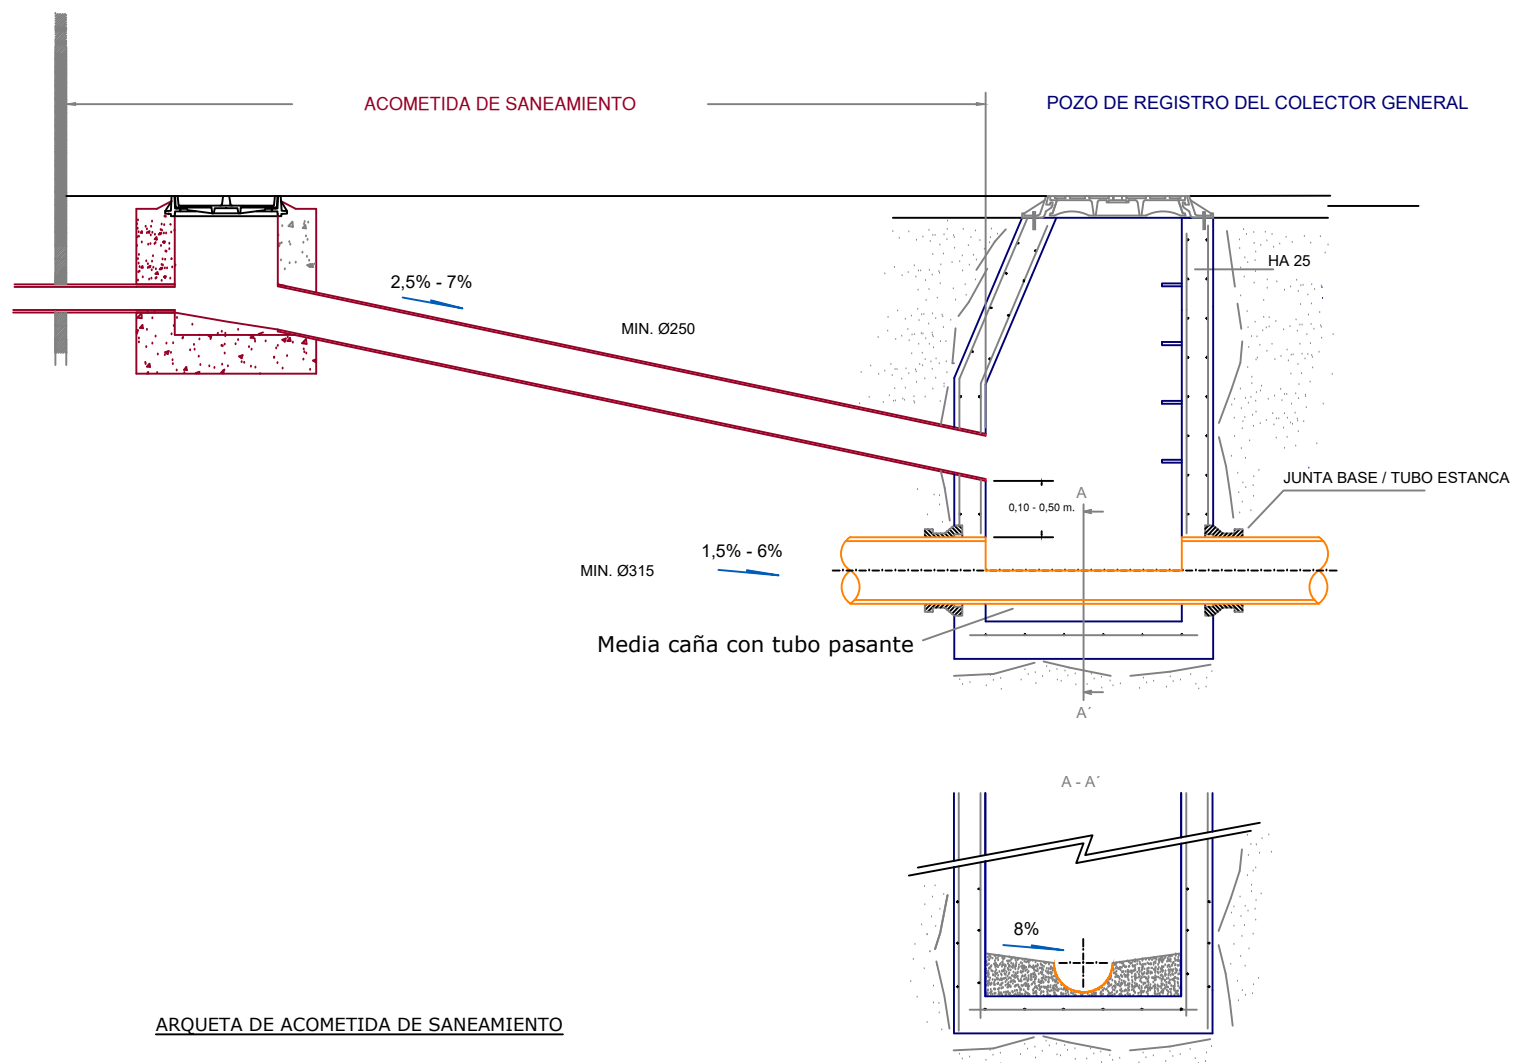 ACOMETIDA DE SANEAMIENTO
POZO DE REGISTRO DEL COLECTOR GENERAL
HA 25
2,5% - 7%
MIN. Ø250
JUNTA BASE / TUBO ESTANCA
A
0,10 - 0,50 m.
1,5% - 6%
MIN. Ø315
Media caña con tubo pasante
A´
A - A´
8%
ARQUETA DE ACOMETIDA DE SANEAMIENTO